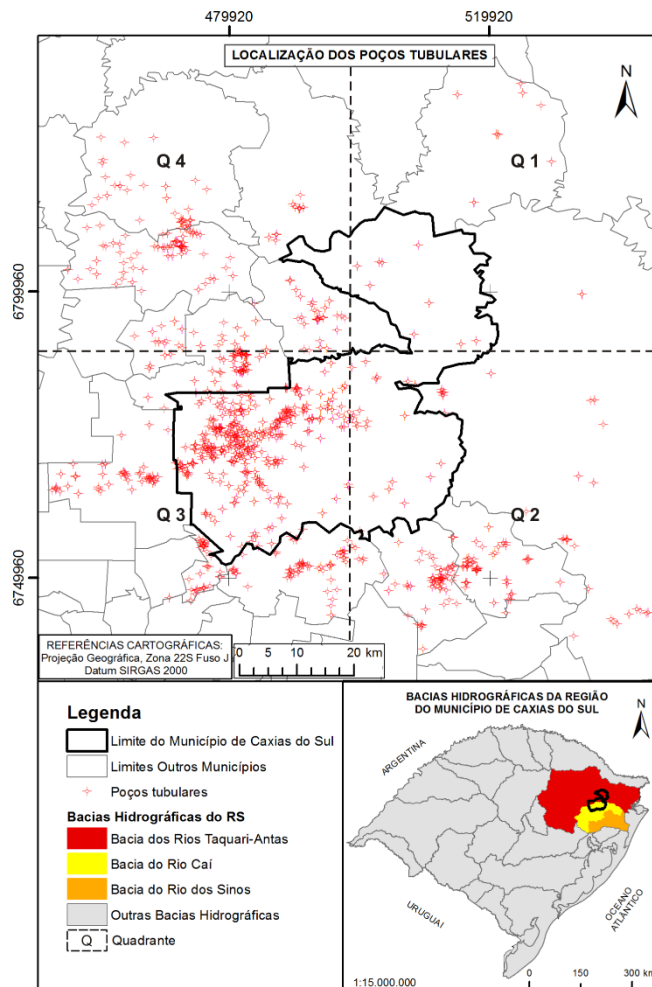 479920
519920
LOCALIZAÇÃO DOS POÇOS TUBULARES
N
Q 4
Q 1
6799960
Q 3
Q 2
6749960
REFERÊNCIAS CARTOGRÁFICAS:
Projeção Geográfica, Zona 22S Fuso J
Datum SIRGAS 2000
0 5 10 20 km
Legenda
Limite do Município de Caxias do Sul
Limites Outros Municípios
Poços tubulares
Bacias Hidrográficas do RS
Bacia dos Rios Taquari-Antas
Bacia do Rio Caí
Bacia do Rio dos Sinos
Outras Bacias Hidrográficas
Q Quadrante
BACIAS HIDROGRÁFICAS DA REGIÃO
DO MUNICÍPIO DE CAXIAS DO SUL
N
ARGENTINA
URUGUAI
OCEANO
ATLÂNTICO
1:15.000.000
0 150 300 km